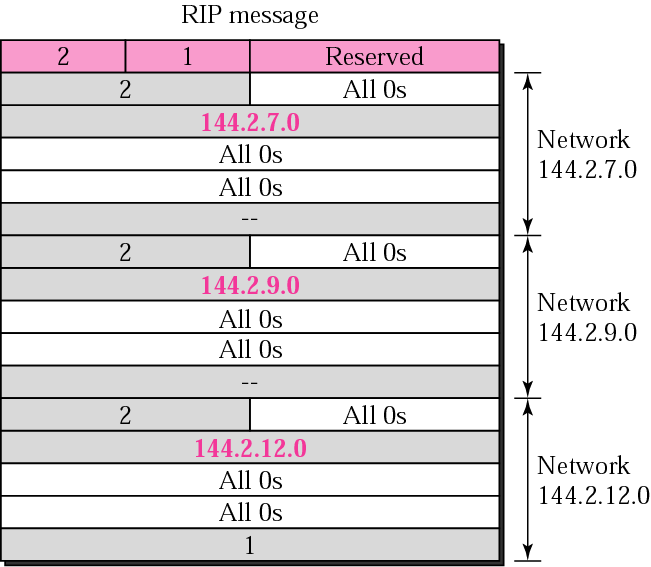 RIP message
2 1 Reserved
2 All 0s
144.2.7.0
All 0s
All 0s
--
Network
144.2.7.0
2 All 0s
144.2.9.0
All 0s
All 0s
--
Network
144.2.9.0
2 All 0s
144.2.12.0
All 0s
All 0s
1
Network
144.2.12.0